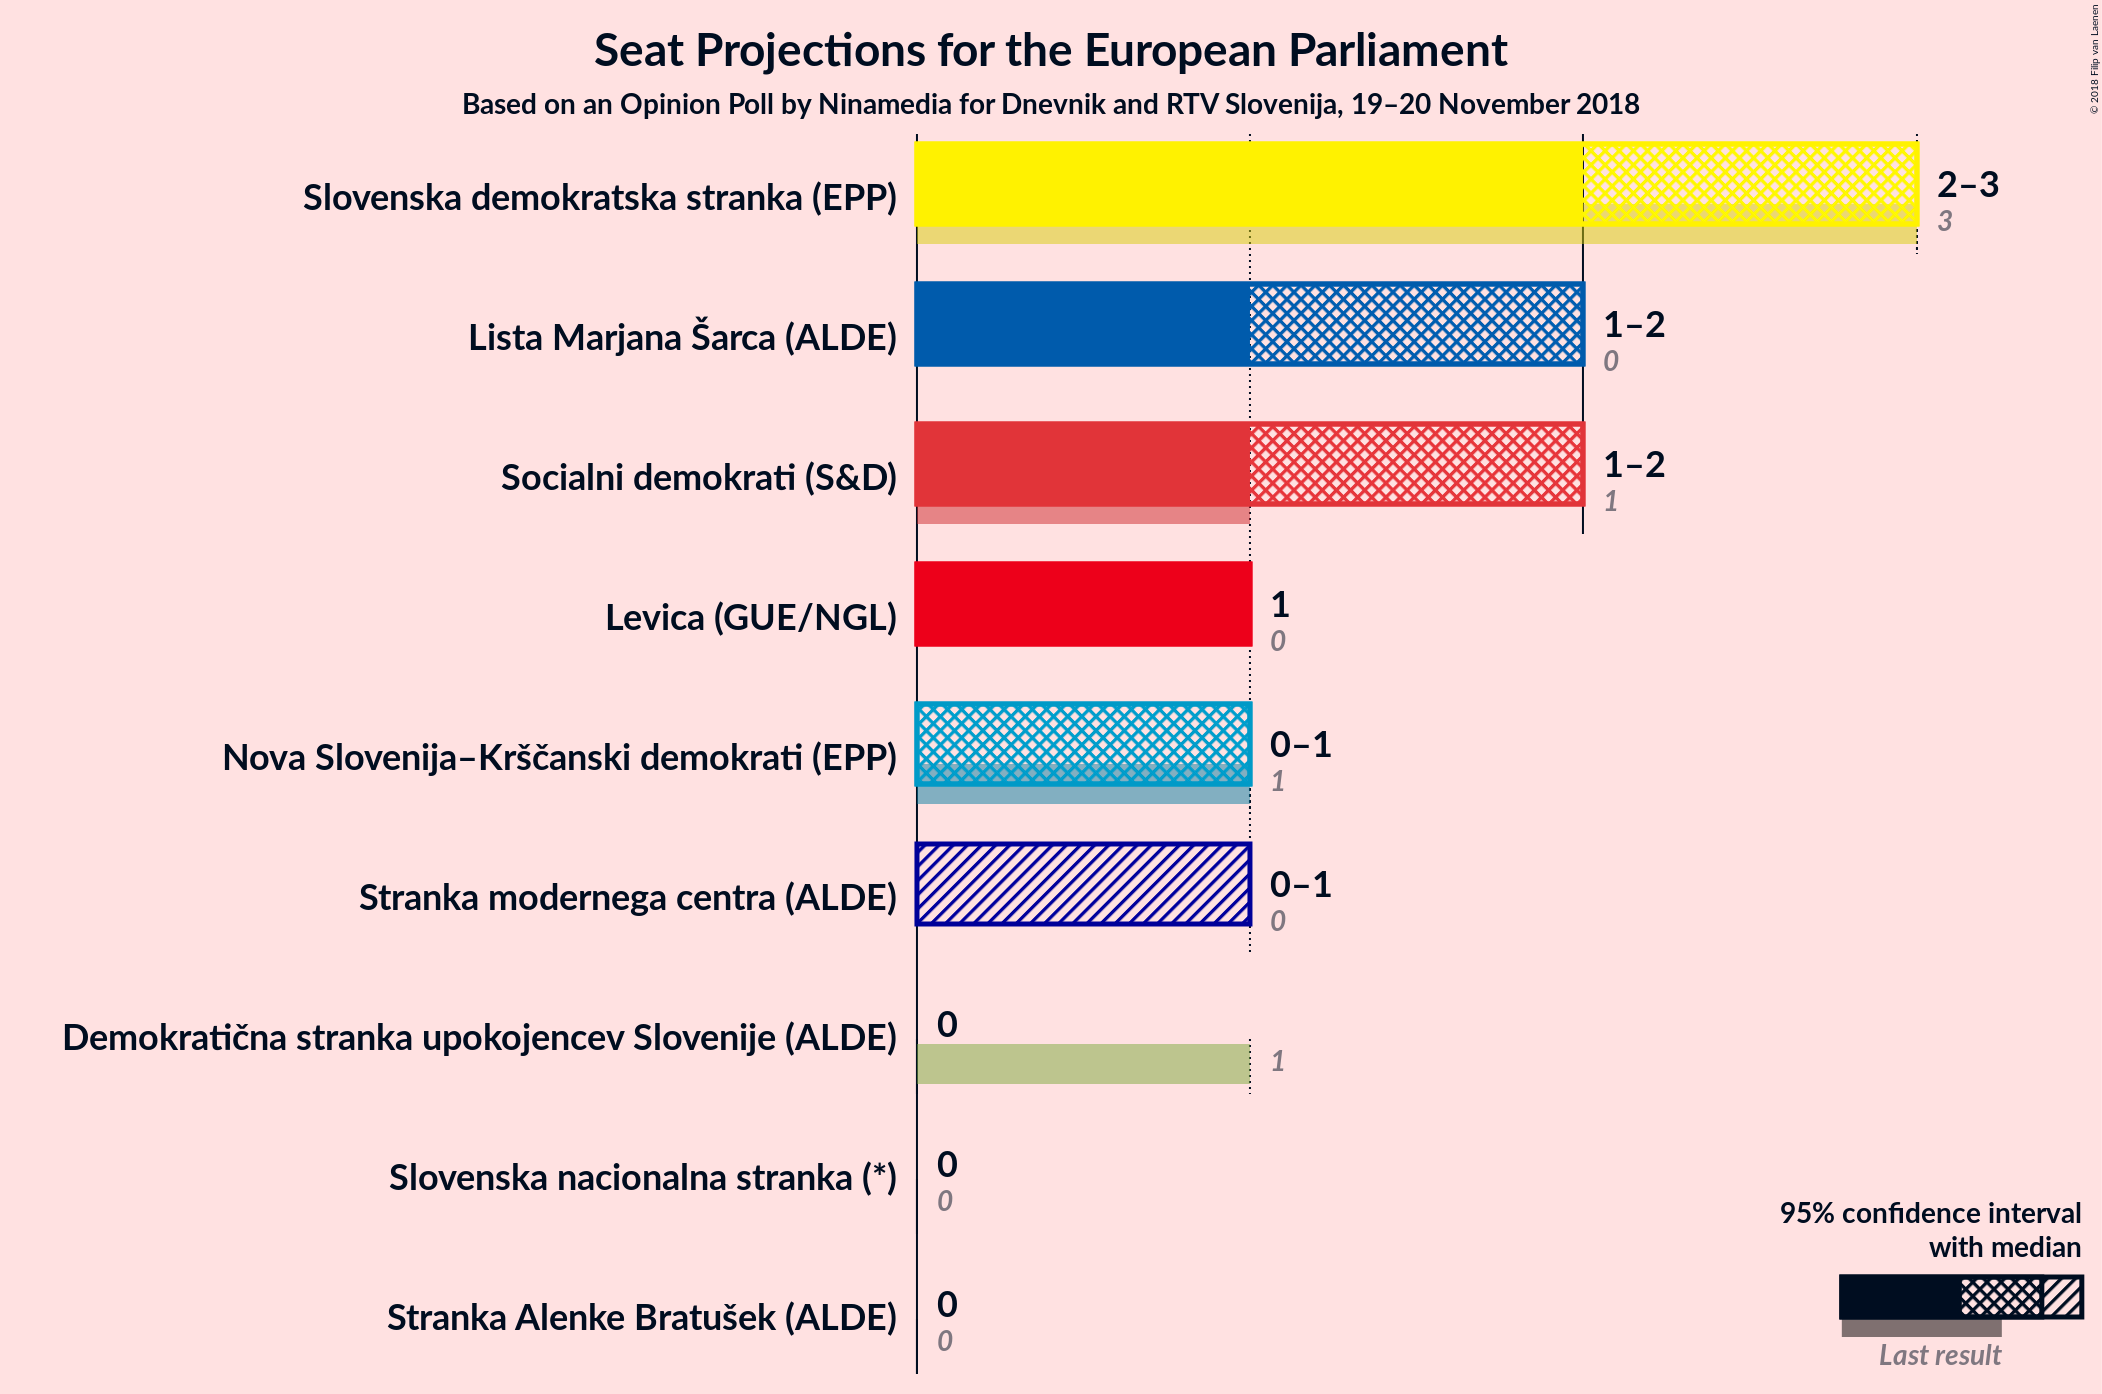 Seat Projections for the European Parliament
Based on an Opinion Poll by Ninamedia for Dnevnik and RTV Slovenija, 19–20 November 2018
© 2018 Filip van Laenen
Slovenska demokratska stranka (EPP)
2–3
3
Lista Marjana Šarca (ALDE)
1–2
0
Socialni demokrati (S&D)
1–2
1
Levica (GUE/NGL)
1
0
Nova Slovenija–Krščanski demokrati (EPP)
0–1
1
Stranka modernega centra (ALDE)
0–1
0
Demokratična stranka upokojencev Slovenije (ALDE)
0
1
Slovenska nacionalna stranka (*)
0
0
Stranka Alenke Bratušek (ALDE)
0
0
95% confidence interval
with median
Last result